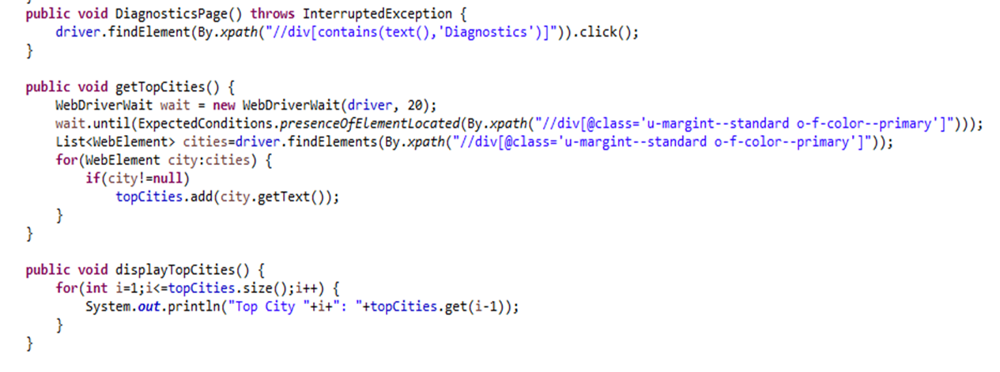 public void DiagnosticsPage() throws InterruptedException {
driver.findElement(By.xpath("//div[contains(text(),'Diagnostics')]")).click();
}
public void getTopCities() {
WebDriverWait wait = new WebDriverWait(driver, 20);
wait.until(ExpectedConditions.presenceOfElementLocated(By.xpath("//div[@class='u-margint--standard o-f-color--primary']")));
List<WebElement> cities=driver.findElements(By.xpath("//div[@class='u-margint--standard o-f-color--primary']"));
for(WebElement city:cities) {
if(city!=null)
topCities.add(city.getText());
}
}
public void displayTopCities() {
for(int i=1;i<=topCities.size();i++) {
System.out.println("Top City "+i+": "+topCities.get(i-1));
}
}